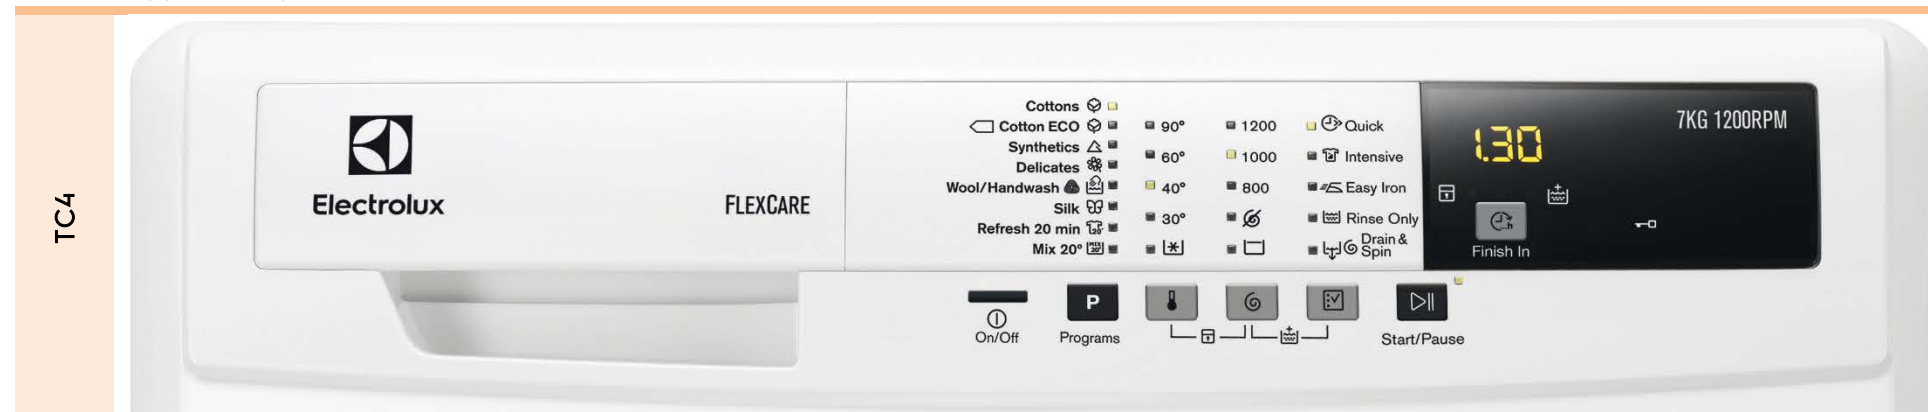 TC4
Electrolux
FLEXCARE
Cottons
Cotton ECO
Synthetics
Delicates
Wool/Handwash
Silk
Refresh 20 min
Mix 20°
MIX 20°
90°
60°
40°
30°
1200
1000
800
Quick
Intensive
Easy Iron
Rinse Only
Drain &
Spin
1.30
7KG 1200RPM
Finish In
On/Off
P
Programs
Start/Pause